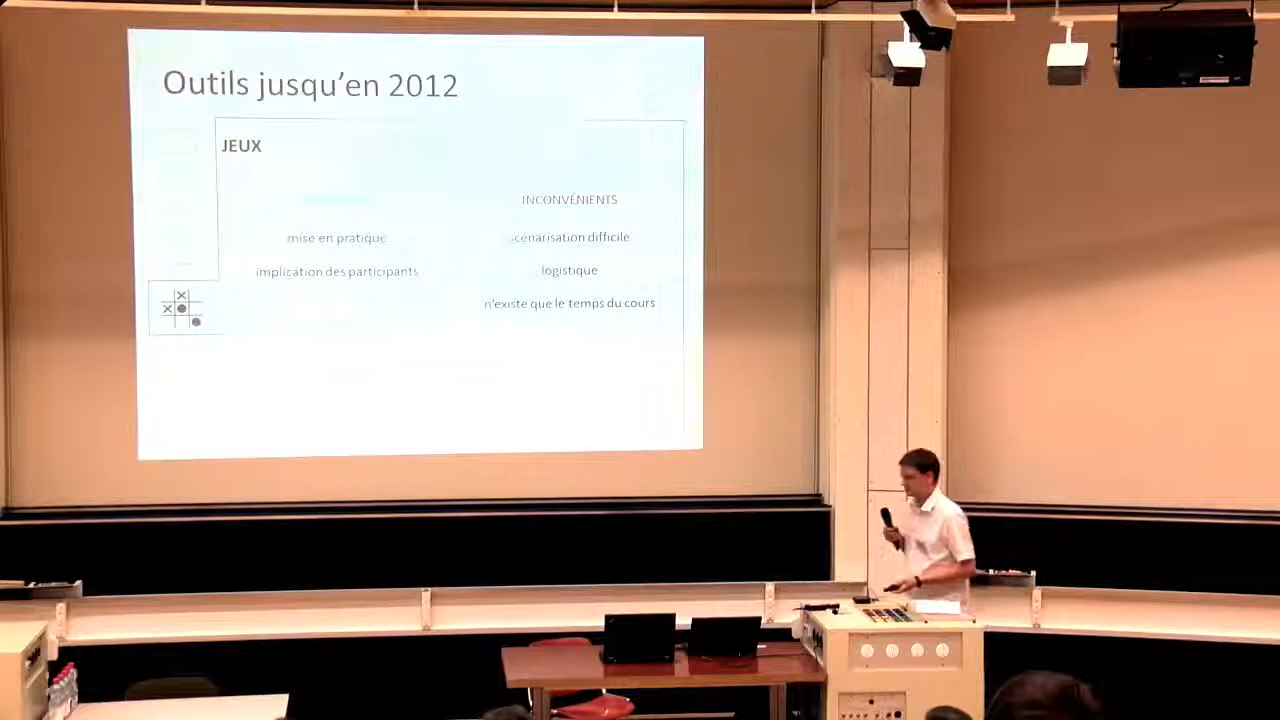 Outils jusqu'en 2012
JEUX
INCONVÉNIENTS
mise en pratique
scénarisation difficile
implication des participants
logistique
n'existe que le temps du cours